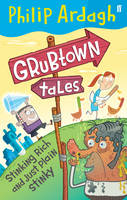 Philip Ardagh
GRUBTOWN
tales
Stinking Rich
and Just Plain
Stinky